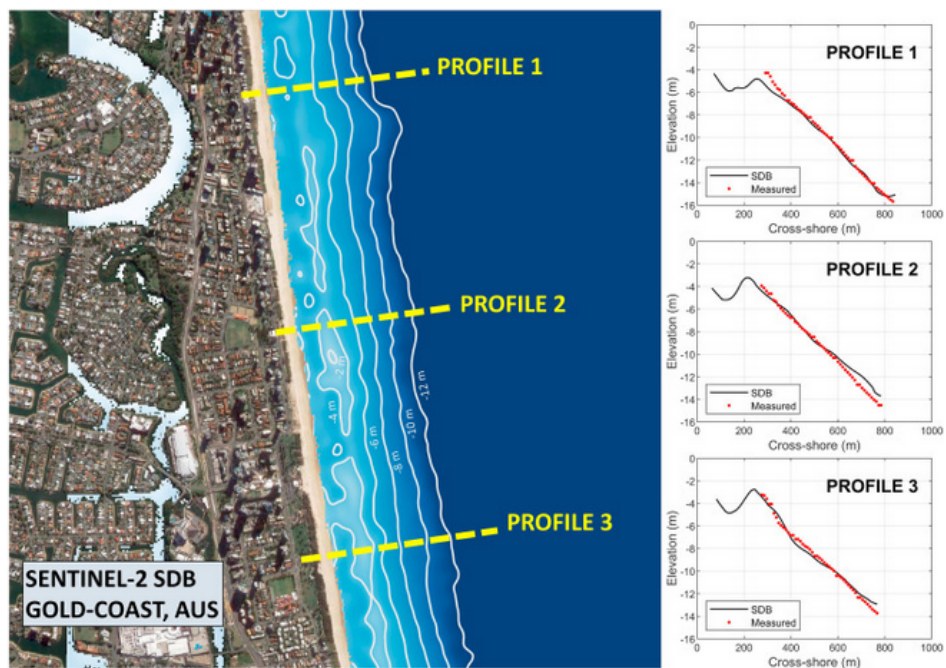 PROFILE 1
PROFILE 2
PROFILE 3
-2 m
-4 m
-6 m
-8 m
-10 m
-12 m
SENTINEL-2 SDB
GOLD-COAST, AUS
PROFILE 1
Elevation (m)
0
-2
-4
-6
-8
-10
-12
-14
-16
SDB
Measured
0 200 400 600 800 1000
Cross-shore (m)
PROFILE 2
Elevation (m)
0
-2
-4
-6
-8
-10
-12
-14
-16
SDB
Measured
0 200 400 600 800 1000
Cross-shore (m)
PROFILE 3
Elevation (m)
0
-2
-4
-6
-8
-10
-12
-14
-16
SDB
Measured
0 200 400 600 800 1000
Cross-shore (m)